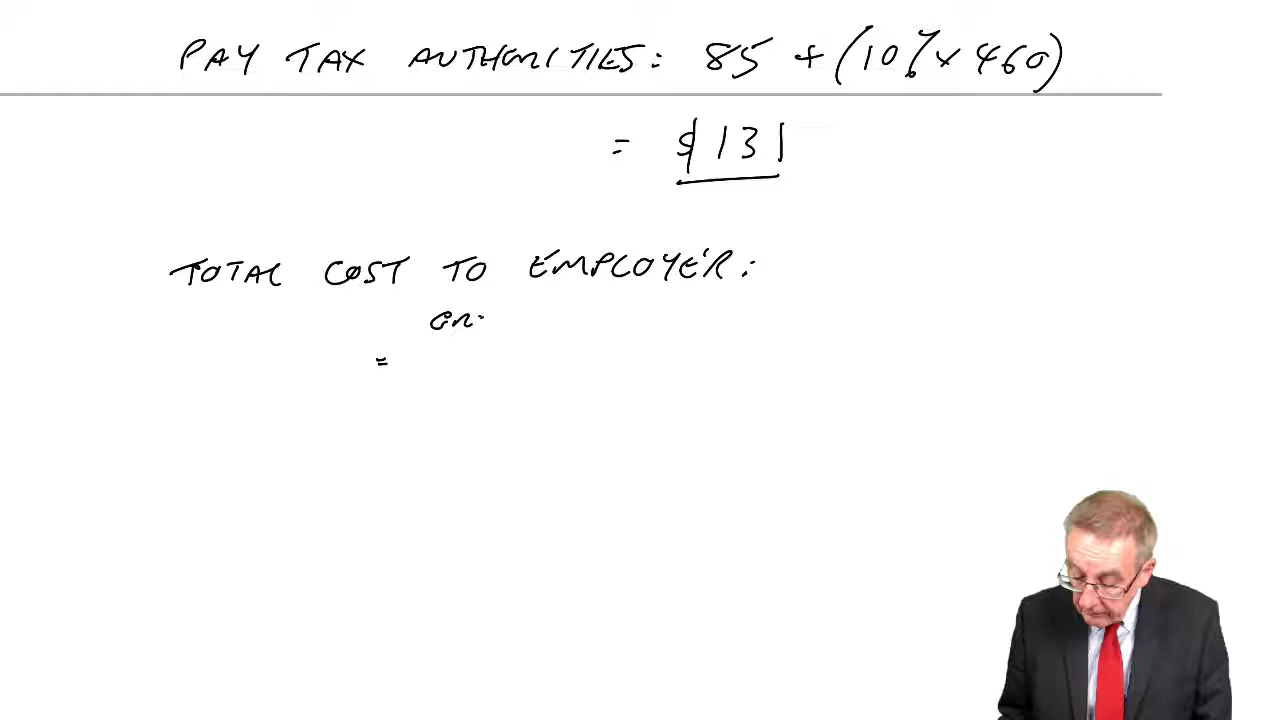 PAY TAX AUTHORITIES: 85 + (10% x 460)
= $131
TOTAL COST TO EMPLOYER:
=